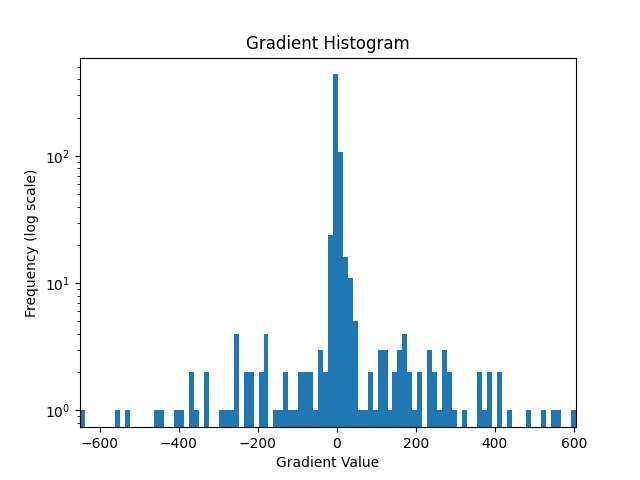 Gradient Histogram
Frequency (log scale)
10²
10¹
10⁰
−600 −400 −200 0 200 400 600
Gradient Value